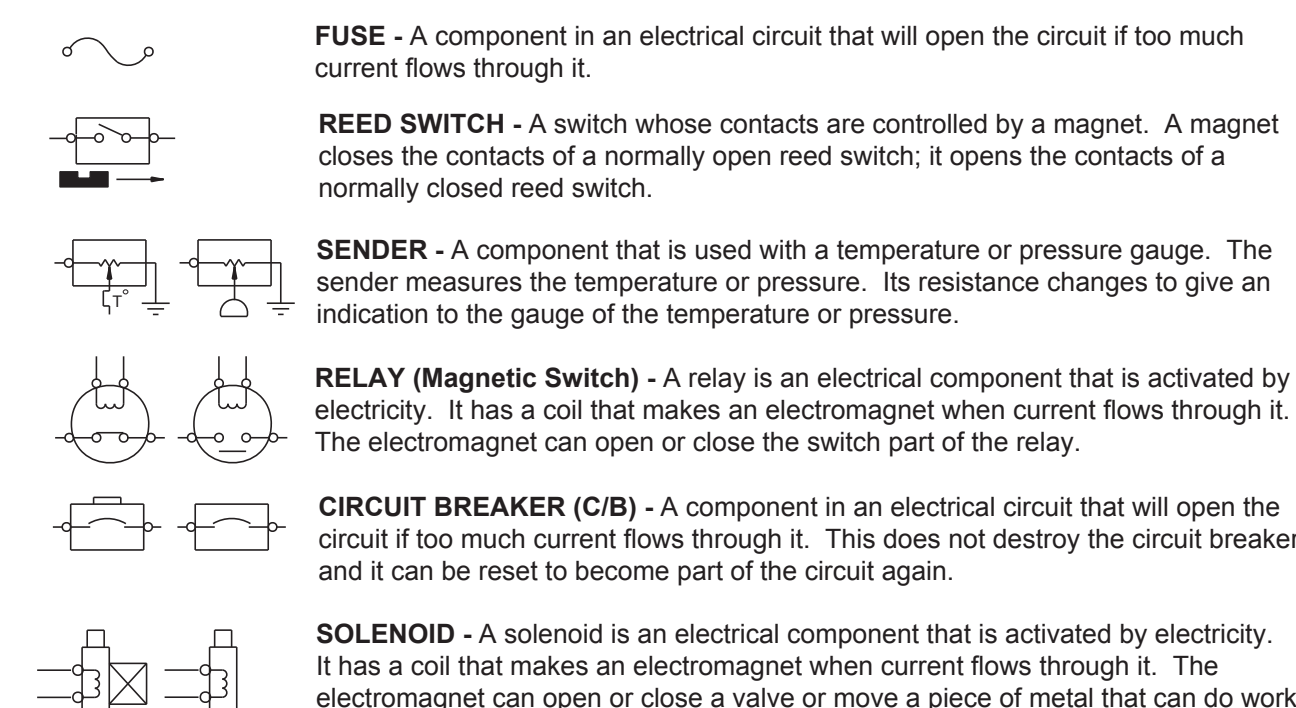 FUSE - A component in an electrical circuit that will open the circuit if too much
current flows through it.
REED SWITCH - A switch whose contacts are controlled by a magnet. A magnet
closes the contacts of a normally open reed switch; it opens the contacts of a
normally closed reed switch.
SENDER - A component that is used with a temperature or pressure gauge. The
sender measures the temperature or pressure. Its resistance changes to give an
indication to the gauge of the temperature or pressure.
T°
RELAY (Magnetic Switch) - A relay is an electrical component that is activated by
electricity. It has a coil that makes an electromagnet when current flows through it.
The electromagnet can open or close the switch part of the relay.
CIRCUIT BREAKER (C/B) - A component in an electrical circuit that will open the
circuit if too much current flows through it. This does not destroy the circuit breaker
and it can be reset to become part of the circuit again.
SOLENOID - A solenoid is an electrical component that is activated by electricity.
It has a coil that makes an electromagnet when current flows through it. The
electromagnet can open or close a valve or move a piece of metal that can do work